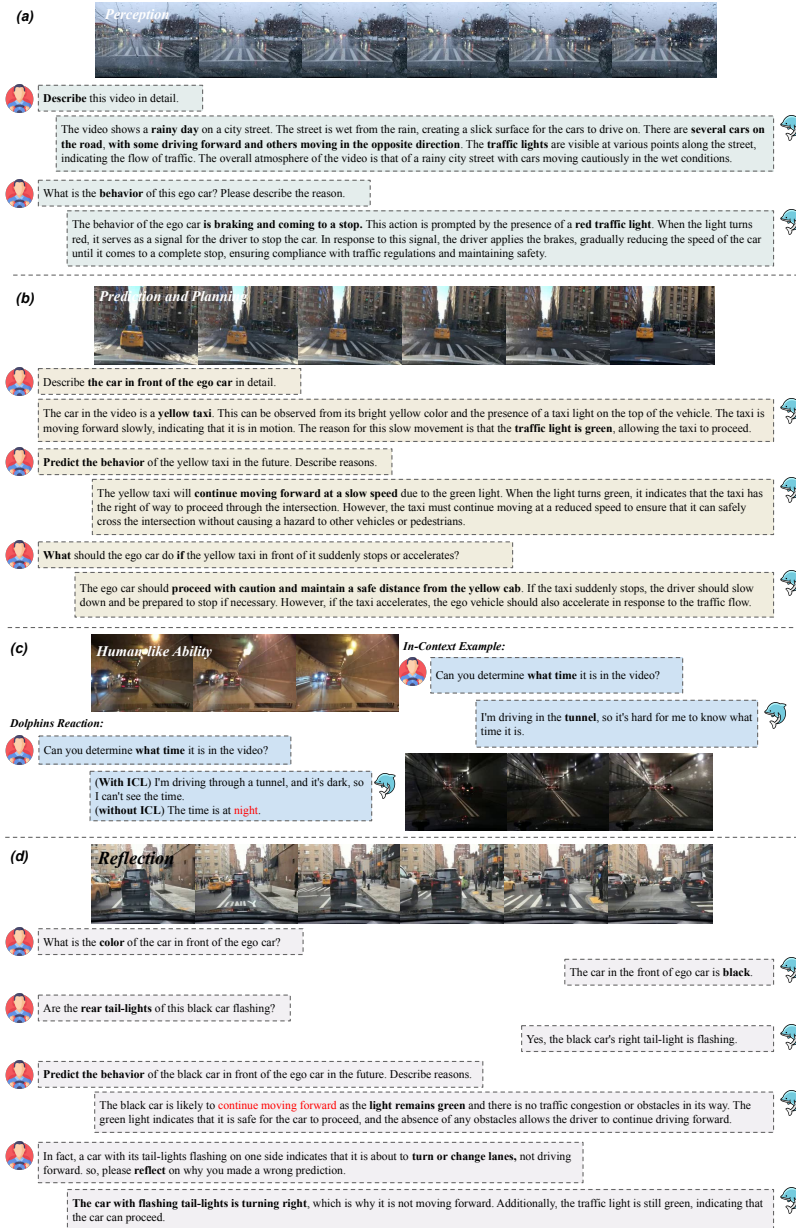 (a)
Perception
Describe this video in detail.
The video shows a rainy day on a city street. The street is wet from the rain, creating a slick surface for the cars to drive on. There are several cars on
the road, with some driving forward and others moving in the opposite direction. The traffic lights are visible at various points along the street,
indicating the flow of traffic. The overall atmosphere of the video is that of a rainy city street with cars moving cautiously in the wet conditions.
What is the behavior of this ego car? Please describe the reason.
The behavior of the ego car is braking and coming to a stop. This action is prompted by the presence of a red traffic light. When the light turns
red, it serves as a signal for the driver to stop the car. In response to this signal, the driver applies the brakes, gradually reducing the speed of the car
until it comes to a complete stop, ensuring compliance with traffic regulations and maintaining safety.
(b)
Prediction and Planning
Describe the car in front of the ego car in detail.
The car in the video is a yellow taxi. This can be observed from its bright yellow color and the presence of a taxi light on the top of the vehicle. The taxi is
moving forward slowly, indicating that it is in motion. The reason for this slow movement is that the traffic light is green, allowing the taxi to proceed.
Predict the behavior of the yellow taxi in the future. Describe reasons.
The yellow taxi will continue moving forward at a slow speed due to the green light. When the light turns green, it indicates that the taxi has
the right of way to proceed through the intersection. However, the taxi must continue moving at a reduced speed to ensure that it can safely
cross the intersection without causing a hazard to other vehicles or pedestrians.
What should the ego car do if the yellow taxi in front of it suddenly stops or accelerates?
The ego car should proceed with caution and maintain a safe distance from the yellow cab. If the taxi suddenly stops, the driver should slow
down and be prepared to stop if necessary. However, if the taxi accelerates, the ego vehicle should also accelerate in response to the traffic flow.
(c)
Human-like Ability
In-Context Example:
Can you determine what time it is in the video?
I'm driving in the tunnel, so it's hard for me to know what
time it is.
Dolphins Reaction:
Can you determine what time it is in the video?
(With ICL) I'm driving through a tunnel, and it's dark, so
I can't see the time.
(without ICL) The time is at night.
(d)
Reflection
What is the color of the car in front of the ego car?
The car in the front of ego car is black.
Are the rear tail-lights of this black car flashing?
Yes, the black car's right tail-light is flashing.
Predict the behavior of the black car in front of the ego car in the future. Describe reasons.
The black car is likely to continue moving forward as the light remains green and there is no traffic congestion or obstacles in its way. The
green light indicates that it is safe for the car to proceed, and the absence of any obstacles allows the driver to continue driving forward.
In fact, a car with its tail-lights flashing on one side indicates that it is about to turn or change lanes, not driving
forward. so, please reflect on why you made a wrong prediction.
The car with flashing tail-lights is turning right, which is why it is not moving forward. Additionally, the traffic light is still green, indicating that
the car can proceed.